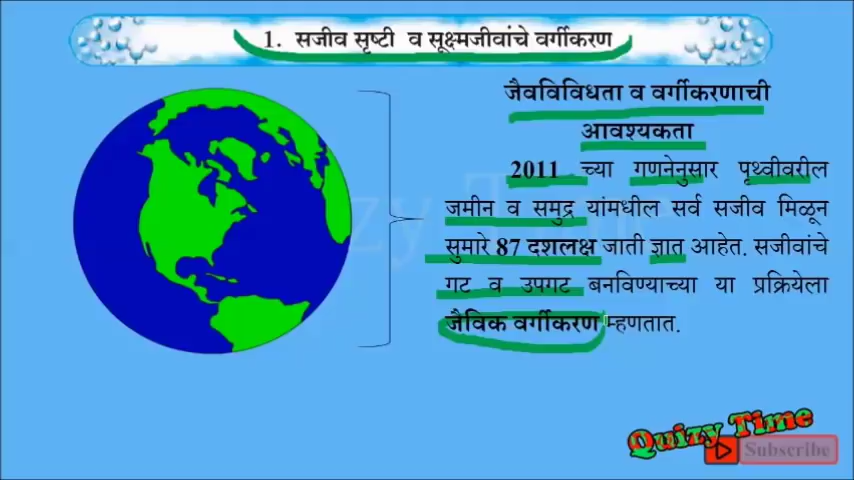 1. सजीव सृष्टी व सूक्ष्मजीवांचे वर्गीकरण
जैवविविधता व वर्गीकरणाची
आवश्यकता
2011 च्या गणनेनुसार पृथ्वीवरील
जमीन व समुद्र यांमधील सर्व सजीव मिळून
सुमारे 87 दशलक्ष जाती ज्ञात आहेत. सजीवांचे
गट व उपगट बनविण्याच्या या प्रक्रियेला
जैविक वर्गीकरण म्हणतात.
Quizy Time
Subscribe